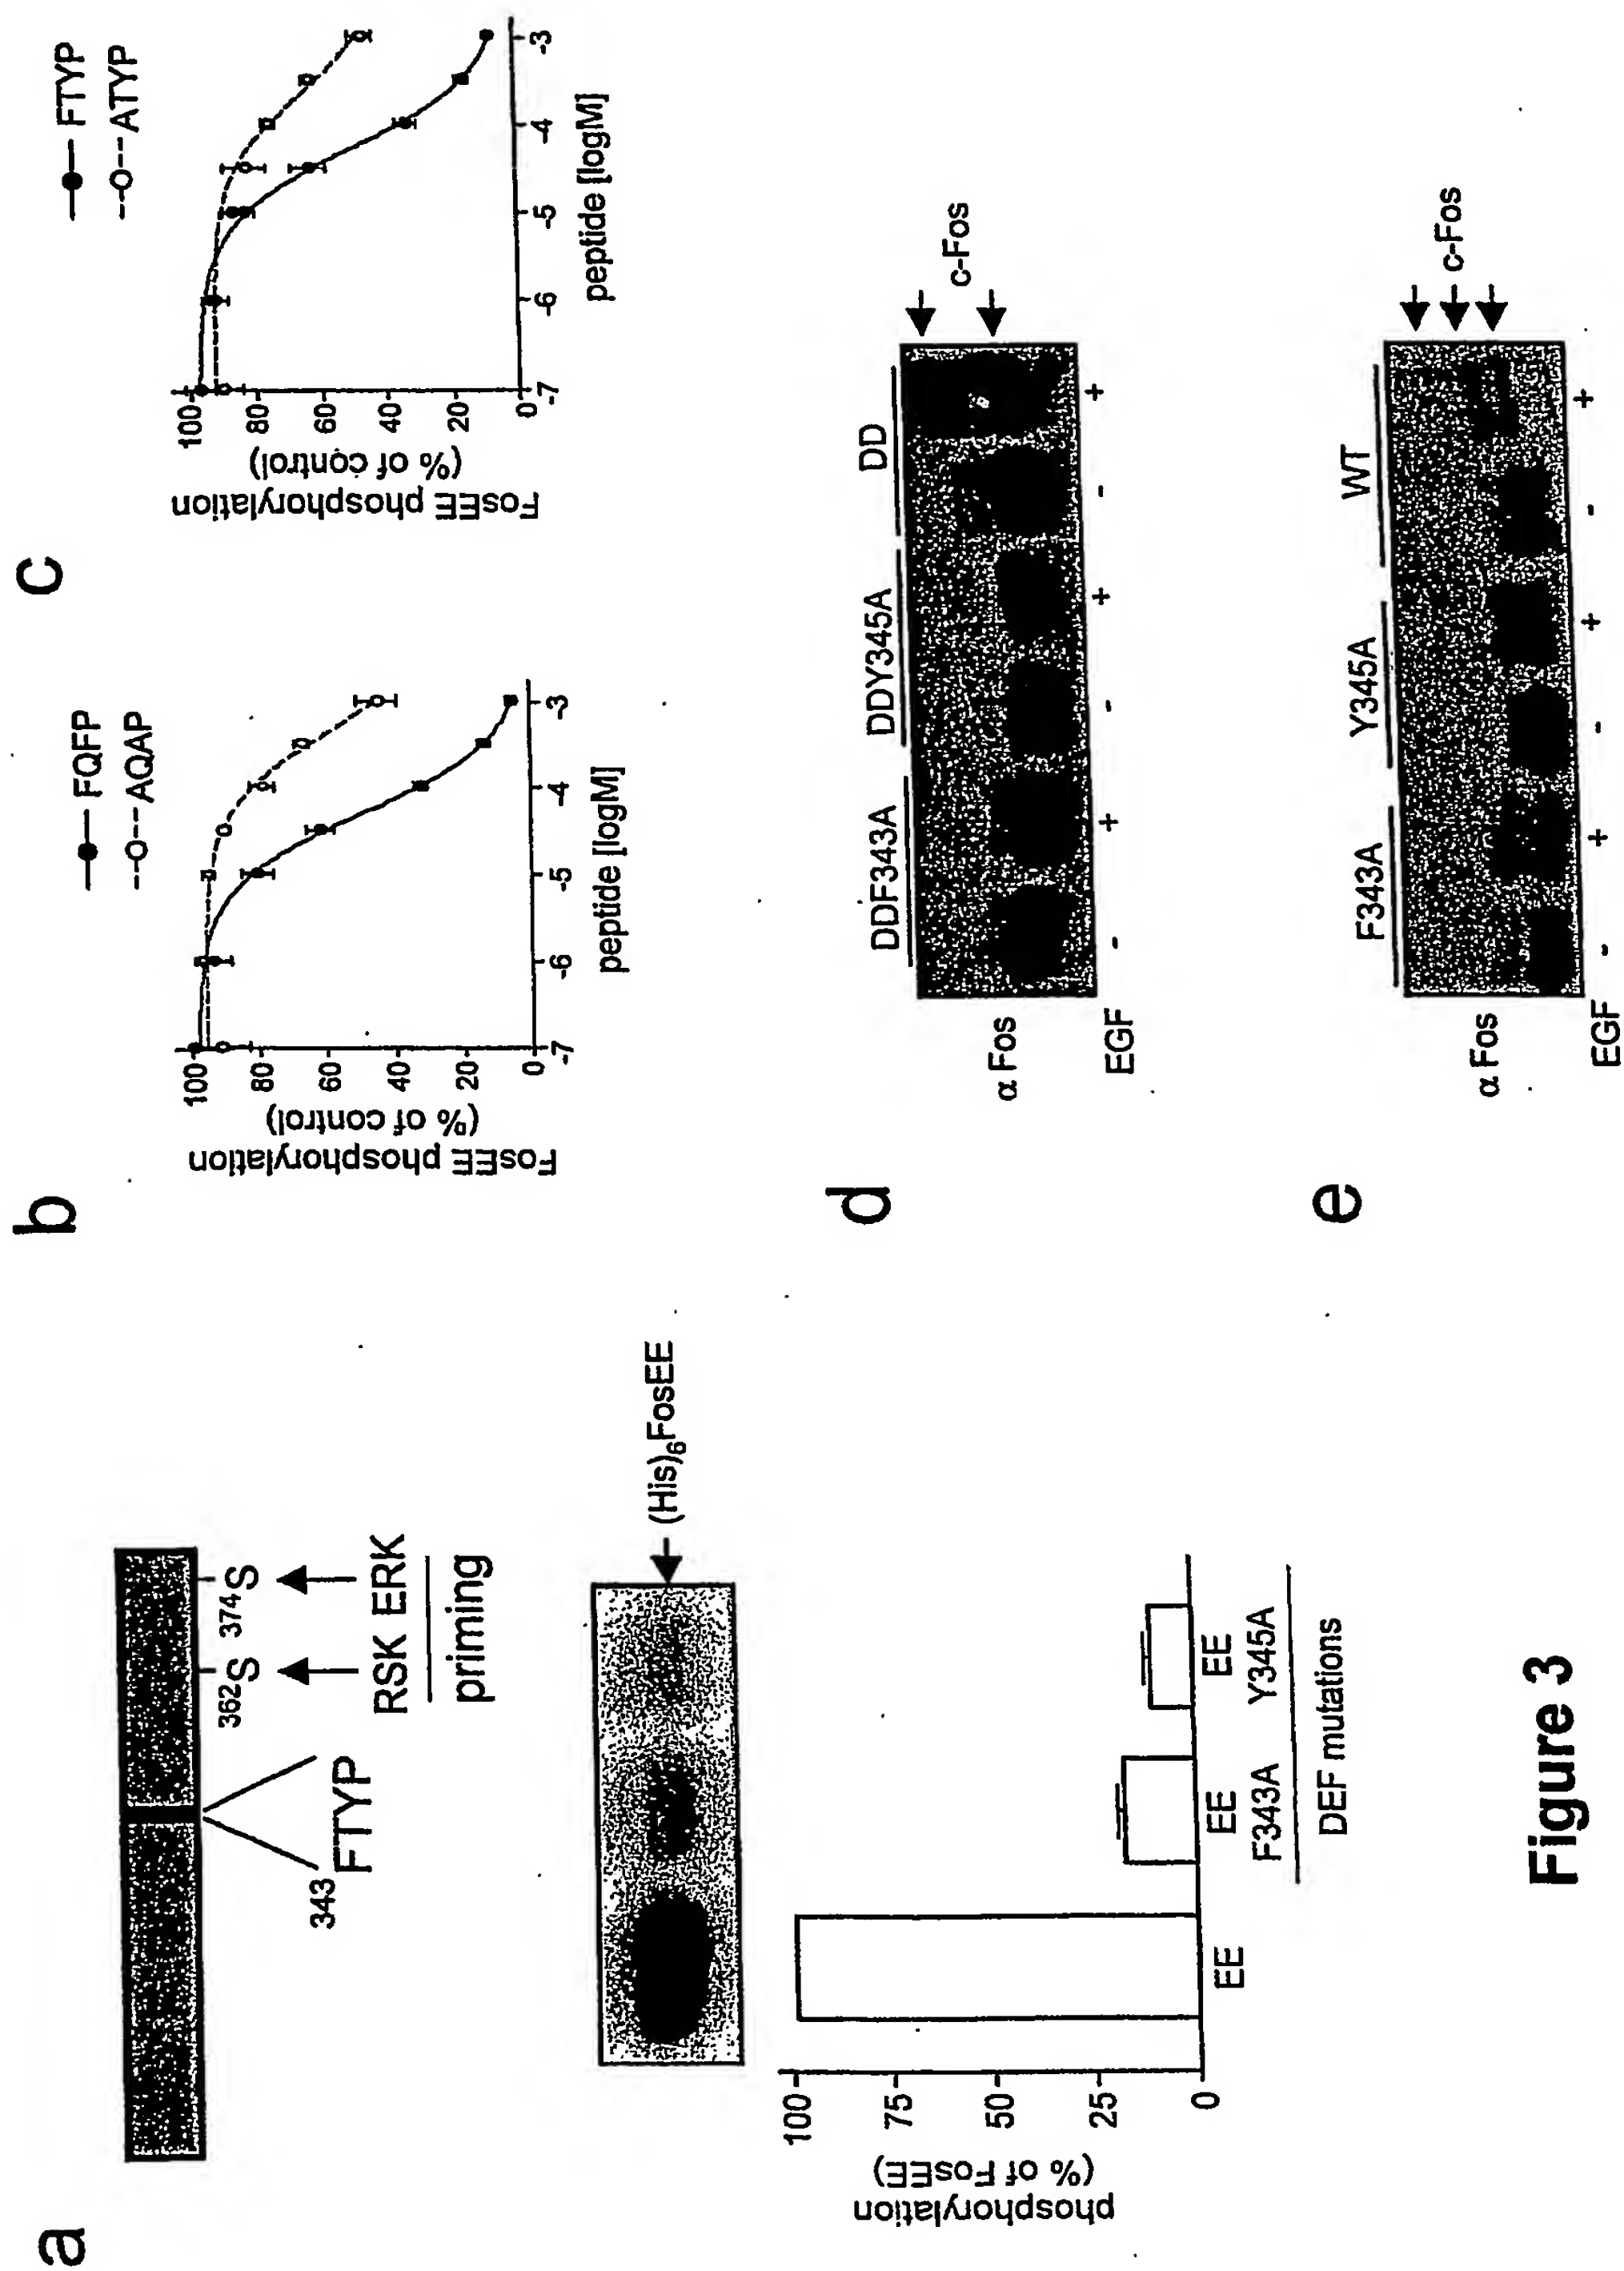 a
343
FTYP
362S 374S
RSK ERK
priming
(His)6FosEE
phosphorylation
(% of FosEE)
100
75
50
25
0
EE
EE
F343A
EE
Y345A
DEF mutations
b
FQFP
AQAP
FosEE phosphorylation
(% of control)
100
80
60
40
20
0
-7 -6 -5 -4 -3
peptide [logM]
c
FTYP
ATYP
FosEE phosphorylation
(% of control)
100
80
60
40
20
0
-7 -6 -5 -4 -3
peptide [logM]
d
DDF343A DDY345A DD
α Fos
c-Fos
EGF - + - + - +
e
F343A Y345A WT
α Fos
c-Fos
EGF - + - + - +
Figure 3